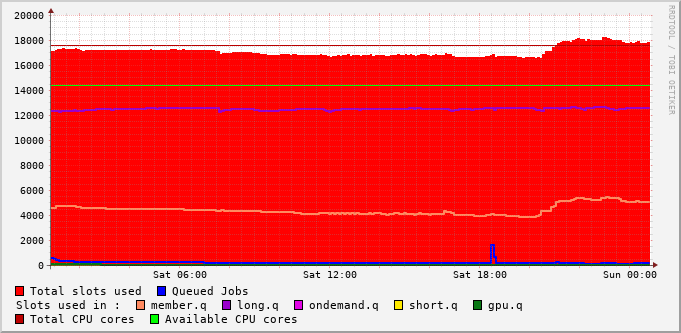 20000
18000
16000
14000
12000
10000
8000
6000
4000
2000
0
Sat 06:00 Sat 12:00 Sat 18:00 Sun 00:00
RRDTOOL / TOBI OETIKER
Total slots used Queued Jobs
Slots used in : member.q long.q ondemand.q short.q gpu.q
Total CPU cores Available CPU cores